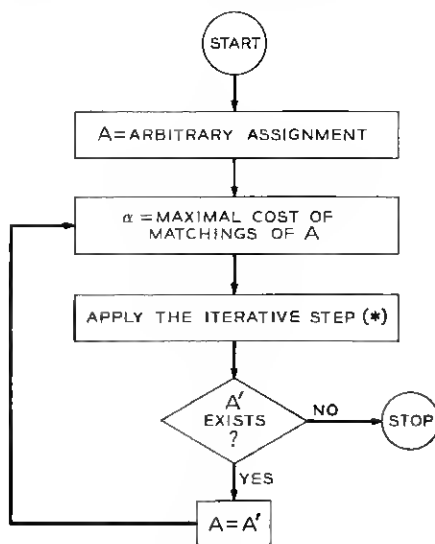 START
A=ARBITRARY ASSIGNMENT
α=MAXIMAL COST OF
MATCHINGS OF A
APPLY THE ITERATIVE STEP (*)
A′
EXISTS
?
NO
STOP
YES
A=A′